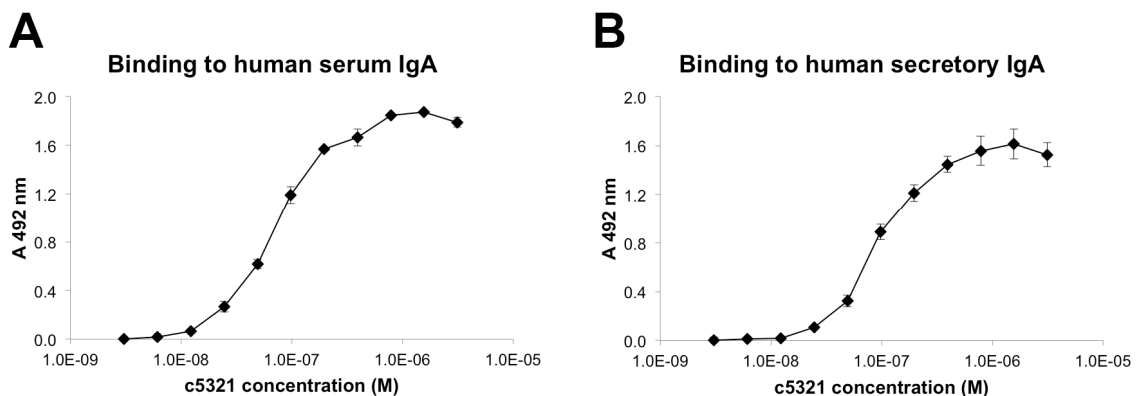 A
Binding to human serum IgA
2.0
1.6
1.2
0.8
0.4
0.0
A 492 nm
1.0E-09 1.0E-08 1.0E-07 1.0E-06 1.0E-05
c5321 concentration (M)
B
Binding to human secretory IgA
2.0
1.6
1.2
0.8
0.4
0.0
A 492 nm
1.0E-09 1.0E-08 1.0E-07 1.0E-06 1.0E-05
c5321 concentration (M)